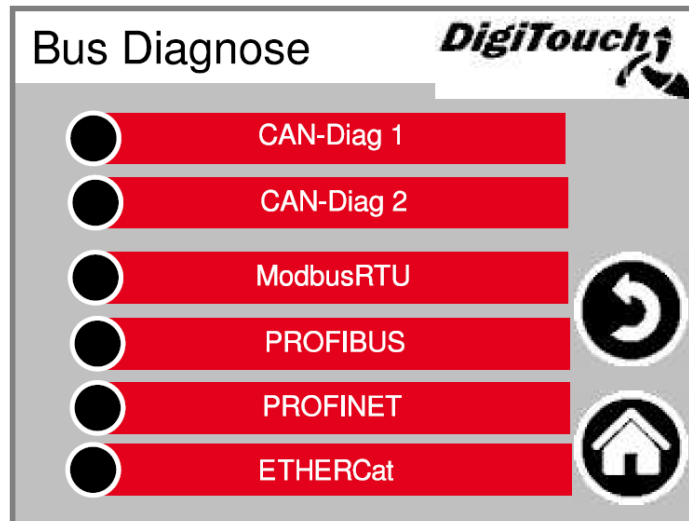 Bus Diagnose
DigiTouch
CAN-Diag 1
CAN-Diag 2
ModbusRTU
PROFIBUS
PROFINET
ETHERCat